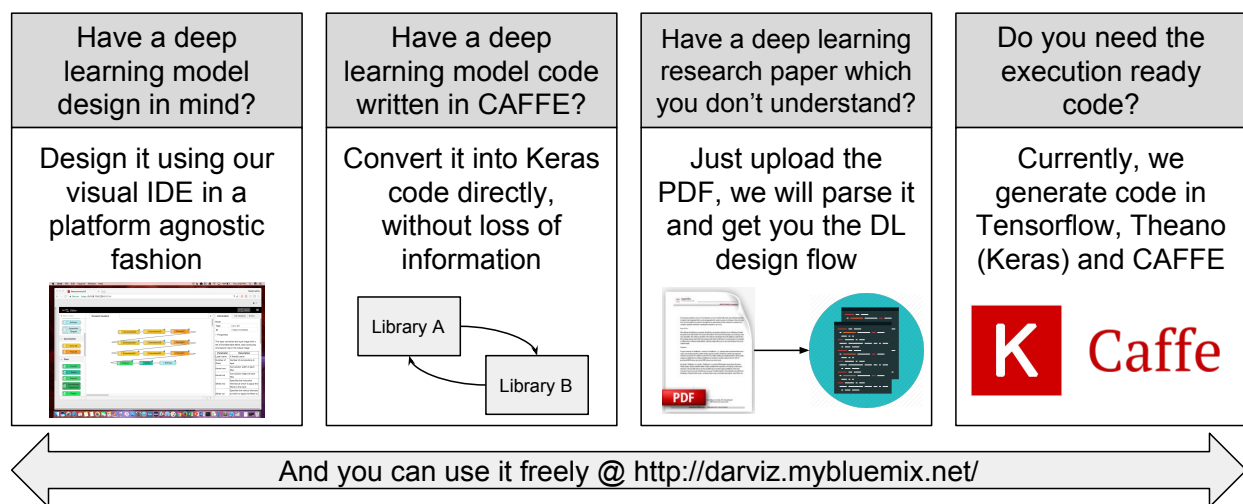 Have a deep
learning model
design in mind?
Design it using our
visual IDE in a
platform agnostic
fashion
Have a deep
learning model code
written in CAFFE?
Convert it into Keras
code directly,
without loss of
information
Library A
Library B
Have a deep learning
research paper which
you don’t understand?
Just upload the
PDF, we will parse it
and get you the DL
design flow
PDF
Do you need the
execution ready
code?
Currently, we
generate code in
Tensorflow, Theano
(Keras) and CAFFE
K
Caffe
And you can use it freely @ http://darviz.mybluemix.net/